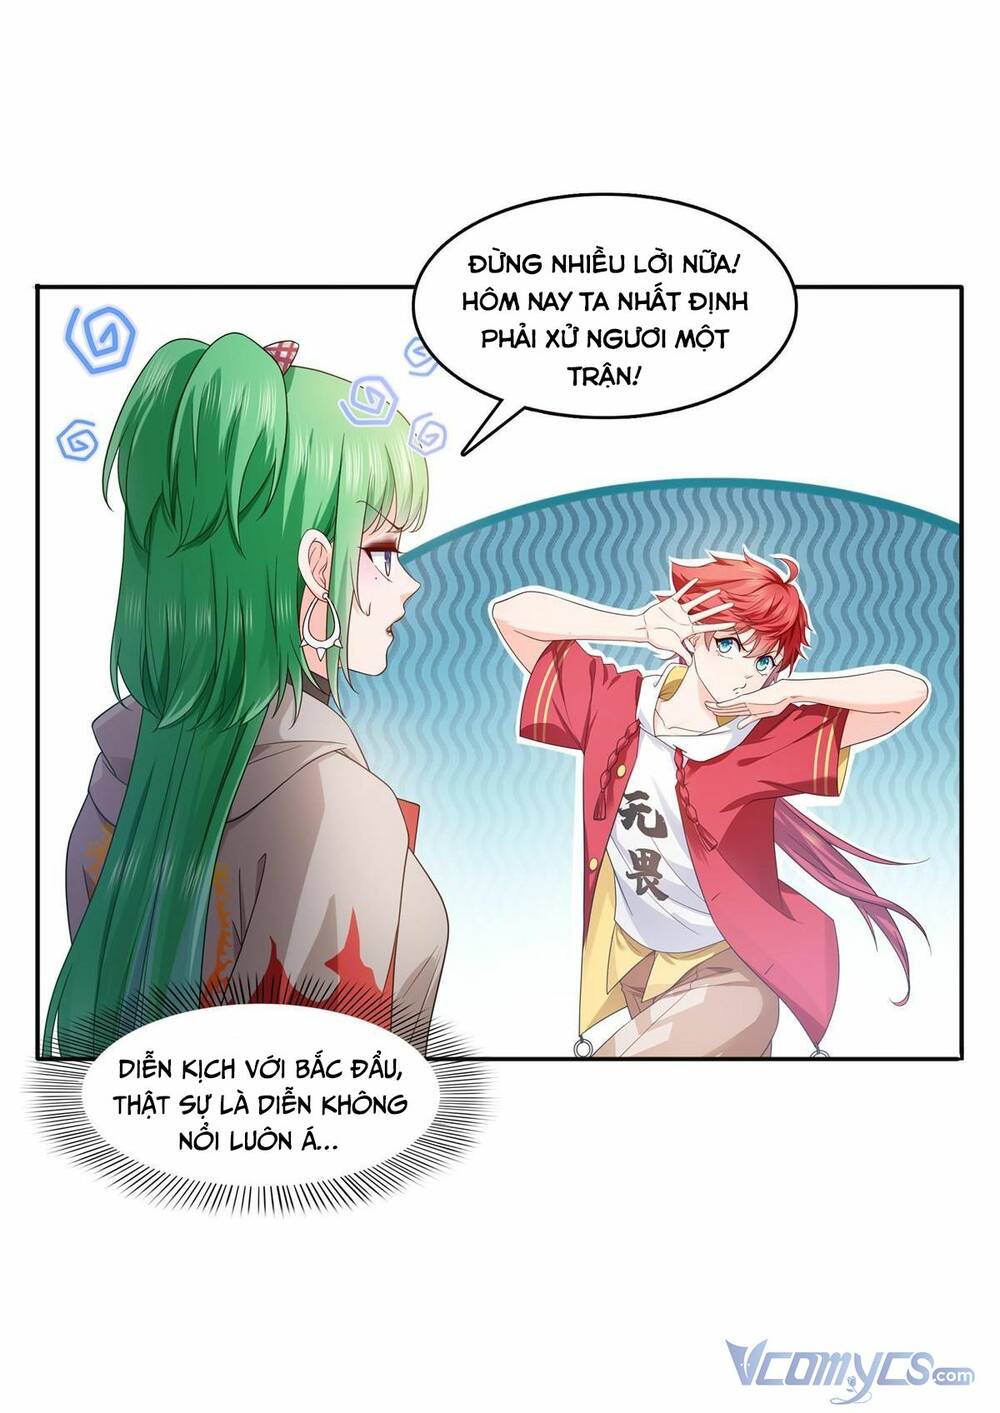 ĐỪNG NHIỀU LỜI NỮA!
HÔM NAY TA NHẤT ĐỊNH
PHẢI XỬ NGƯƠI MỘT
TRẬN!
无
畏
DIỄN KỊCH VỚI BẮC ĐẨU,
THẬT SỰ LÀ DIỄN KHÔNG
NỔI LUÔN Á...
VCOMYCS.com